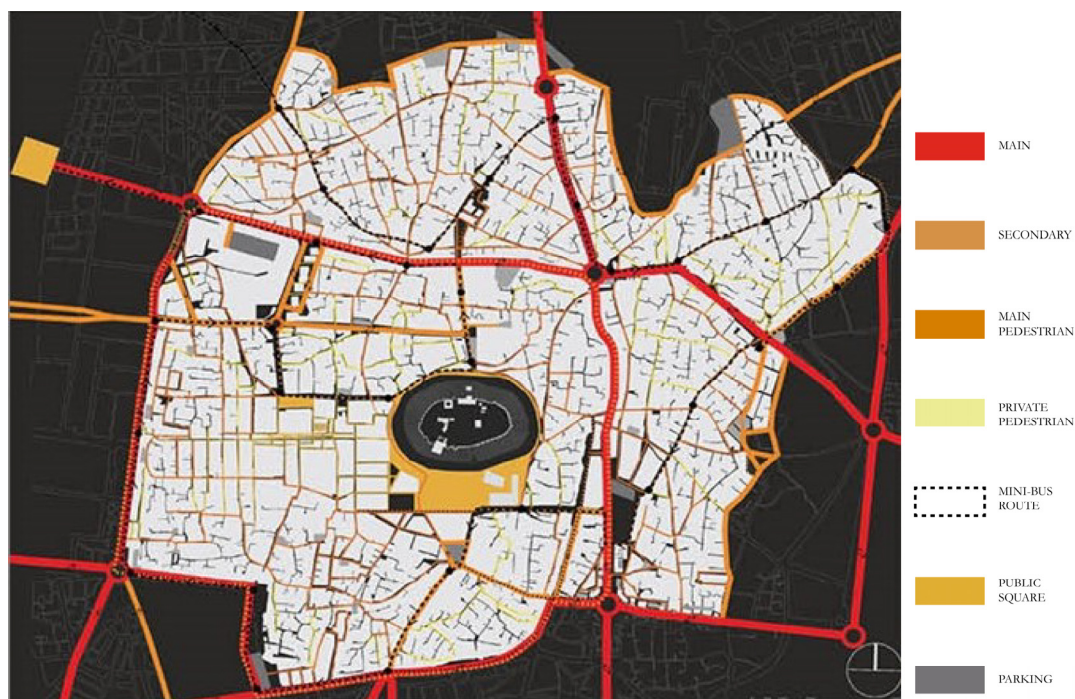 MAIN
SECONDARY
MAIN
PEDESTRIAN
PRIVATE
PEDESTRIAN
MINI-BUS
ROUTE
PUBLIC
SQUARE
PARKING